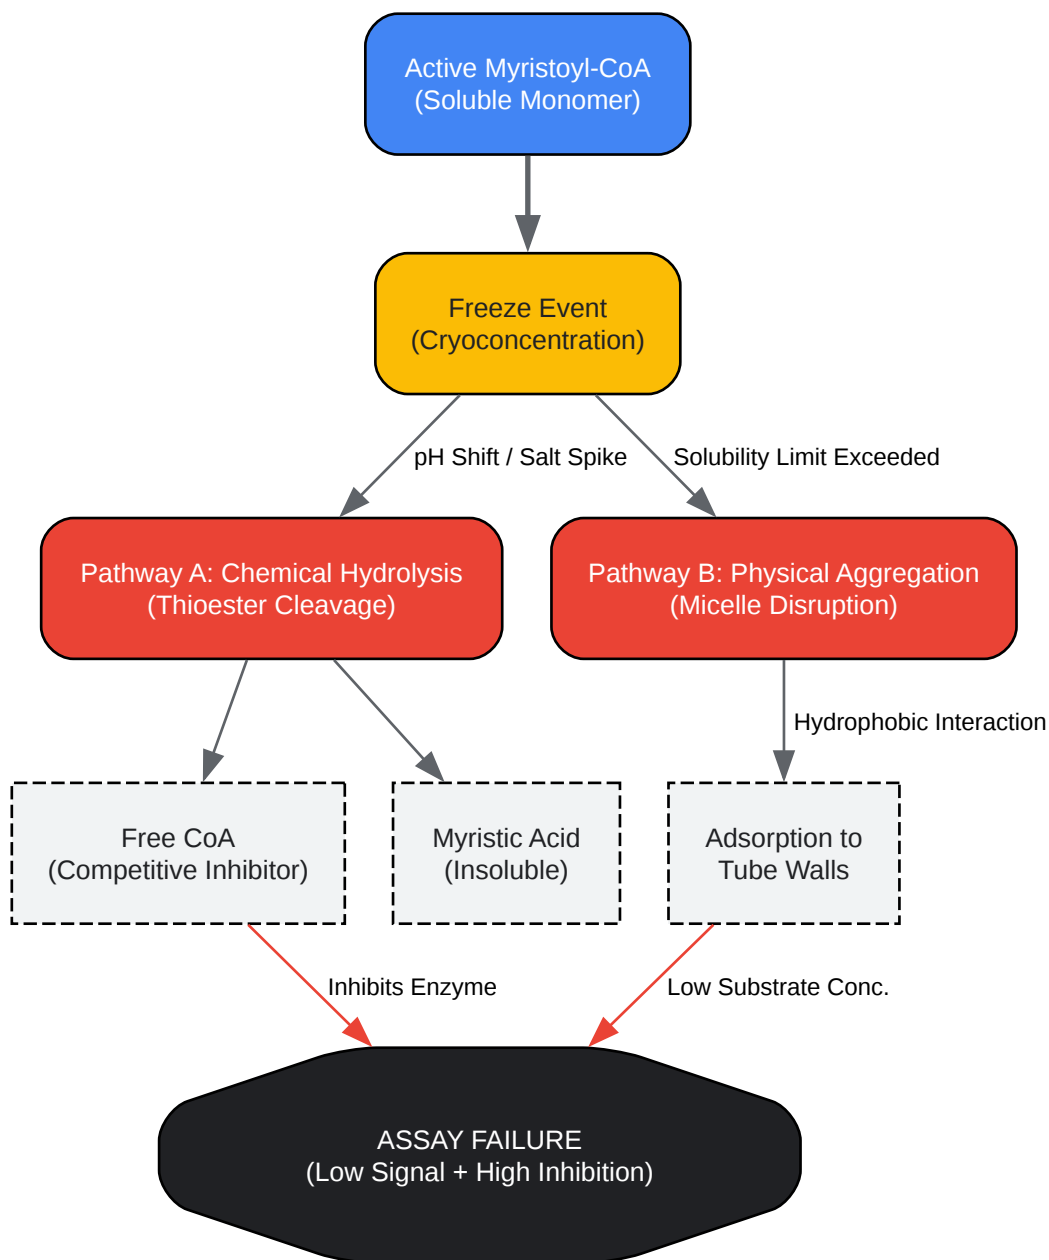 Active Myristoyl-CoA
(Soluble Monomer)
Freeze Event
(Cryoconcentration)
pH Shift / Salt Spike
Solubility Limit Exceeded
Pathway A: Chemical Hydrolysis
(Thioester Cleavage)
Pathway B: Physical Aggregation
(Micelle Disruption)
Hydrophobic Interaction
Free CoA
(Competitive Inhibitor)
Myristic Acid
(Insoluble)
Adsorption to
Tube Walls
Inhibits Enzyme
Low Substrate Conc.
ASSAY FAILURE
(Low Signal + High Inhibition)